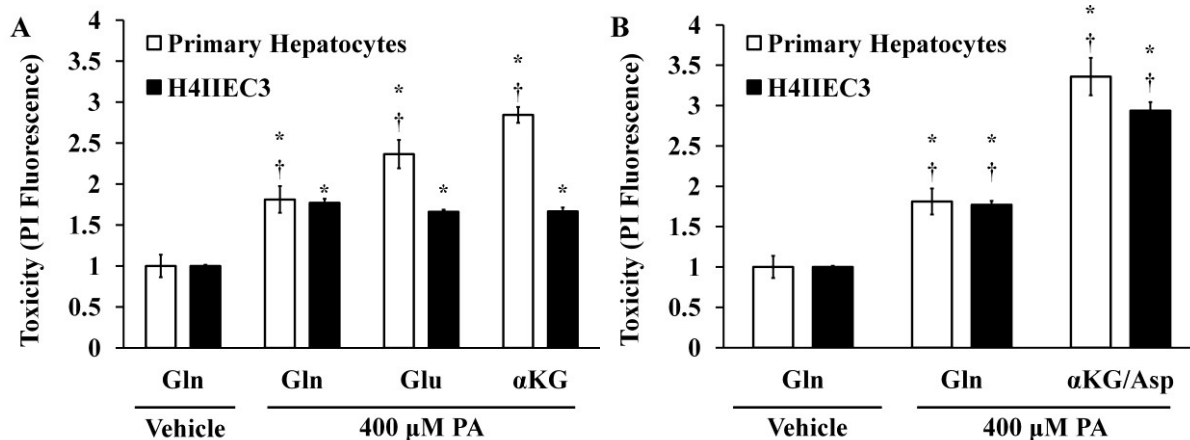 A
Toxicity (PI Fluorescence)
4
3.5
3
2.5
2
1.5
1
0.5
0
Primary Hepatocytes
H4IIEC3
*
†
*
*
†
*
*
†
*
Gln
Gln
Glu
αKG
Vehicle
400 µM PA
B
Toxicity (PI Fluorescence)
4
3.5
3
2.5
2
1.5
1
0.5
0
Primary Hepatocytes
H4IIEC3
*
†
*
†
*
†
*
†
Gln
Gln
αKG/Asp
Vehicle
400 µM PA